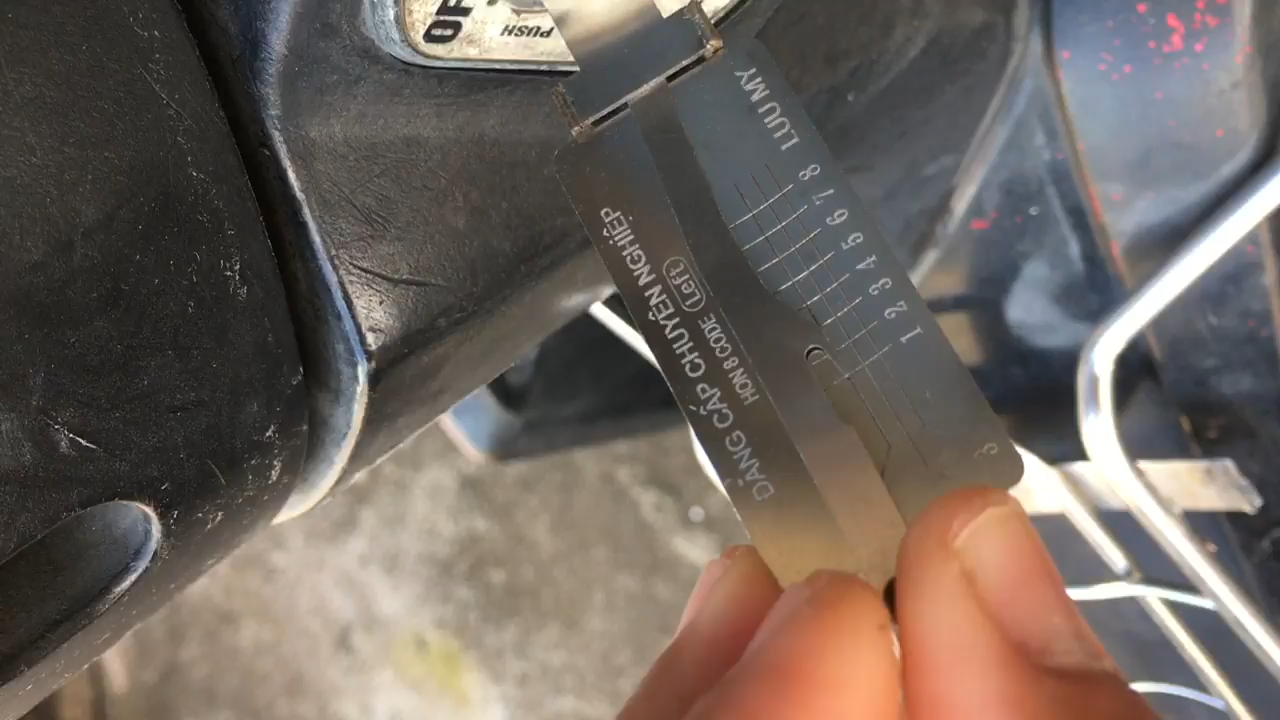 PUSH
LUU MY
1 2 3 4 5 6 7 8
3
ĐẲNG CẤP CHUYÊN NGHIỆP
HON 8 CODE Left